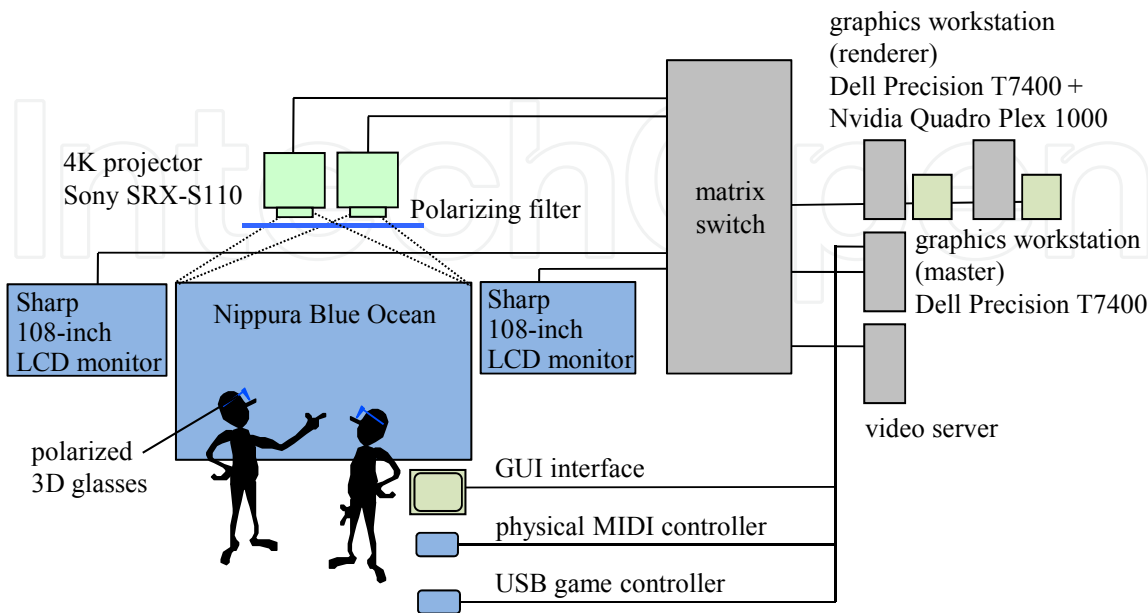 graphics workstation
(renderer)
Dell Precision T7400 +
Nvidia Quadro Plex 1000
4K projector
Sony SRX-S110
Polarizing filter
matrix
switch
graphics workstation
(master)
Dell Precision T7400
Sharp
108-inch
LCD monitor
Nippura Blue Ocean
Sharp
108-inch
LCD monitor
video server
polarized
3D glasses
GUI interface
physical MIDI controller
USB game controller
IntechOpen